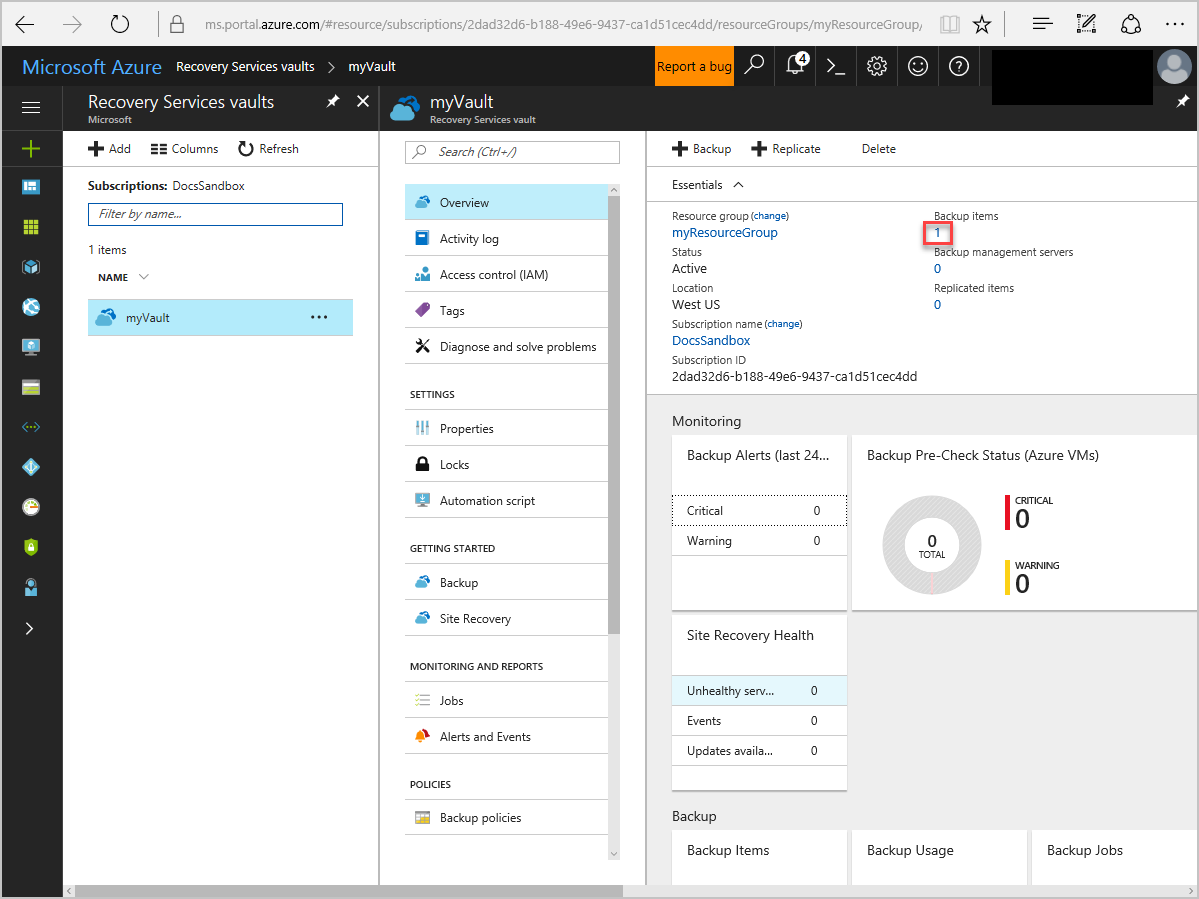 ms.portal.azure.com/#resource/subscriptions/2dad32d6-b188-49e6-9437-ca1d51cec4dd/resourceGroups/myResourceGroup/
Microsoft Azure Recovery Services vaults > myVault
Report a bug
4
Recovery Services vaults
Microsoft
Add
Columns
Refresh
Subscriptions: DocsSandbox
Filter by name...
1 items
NAME
myVault
myVault
Recovery Services vault
Search (Ctrl+/)
Overview
Activity log
Access control (IAM)
Tags
Diagnose and solve problems
SETTINGS
Properties
Locks
Automation script
GETTING STARTED
Backup
Site Recovery
MONITORING AND REPORTS
Jobs
Alerts and Events
POLICIES
Backup policies
Backup
Replicate
Delete
Essentials
Resource group (change)
myResourceGroup
Status
Active
Location
West US
Subscription name (change)
DocsSandbox
Subscription ID
2dad32d6-b188-49e6-9437-ca1d51cec4dd
Backup items
1
Backup management servers
0
Replicated items
0
Monitoring
Backup Alerts (last 24...
Critical 0
Warning 0
Backup Pre-Check Status (Azure VMs)
0
TOTAL
CRITICAL
0
WARNING
0
Site Recovery Health
Unhealthy serv... 0
Events 0
Updates availa... 0
Backup
Backup Items
Backup Usage
Backup Jobs